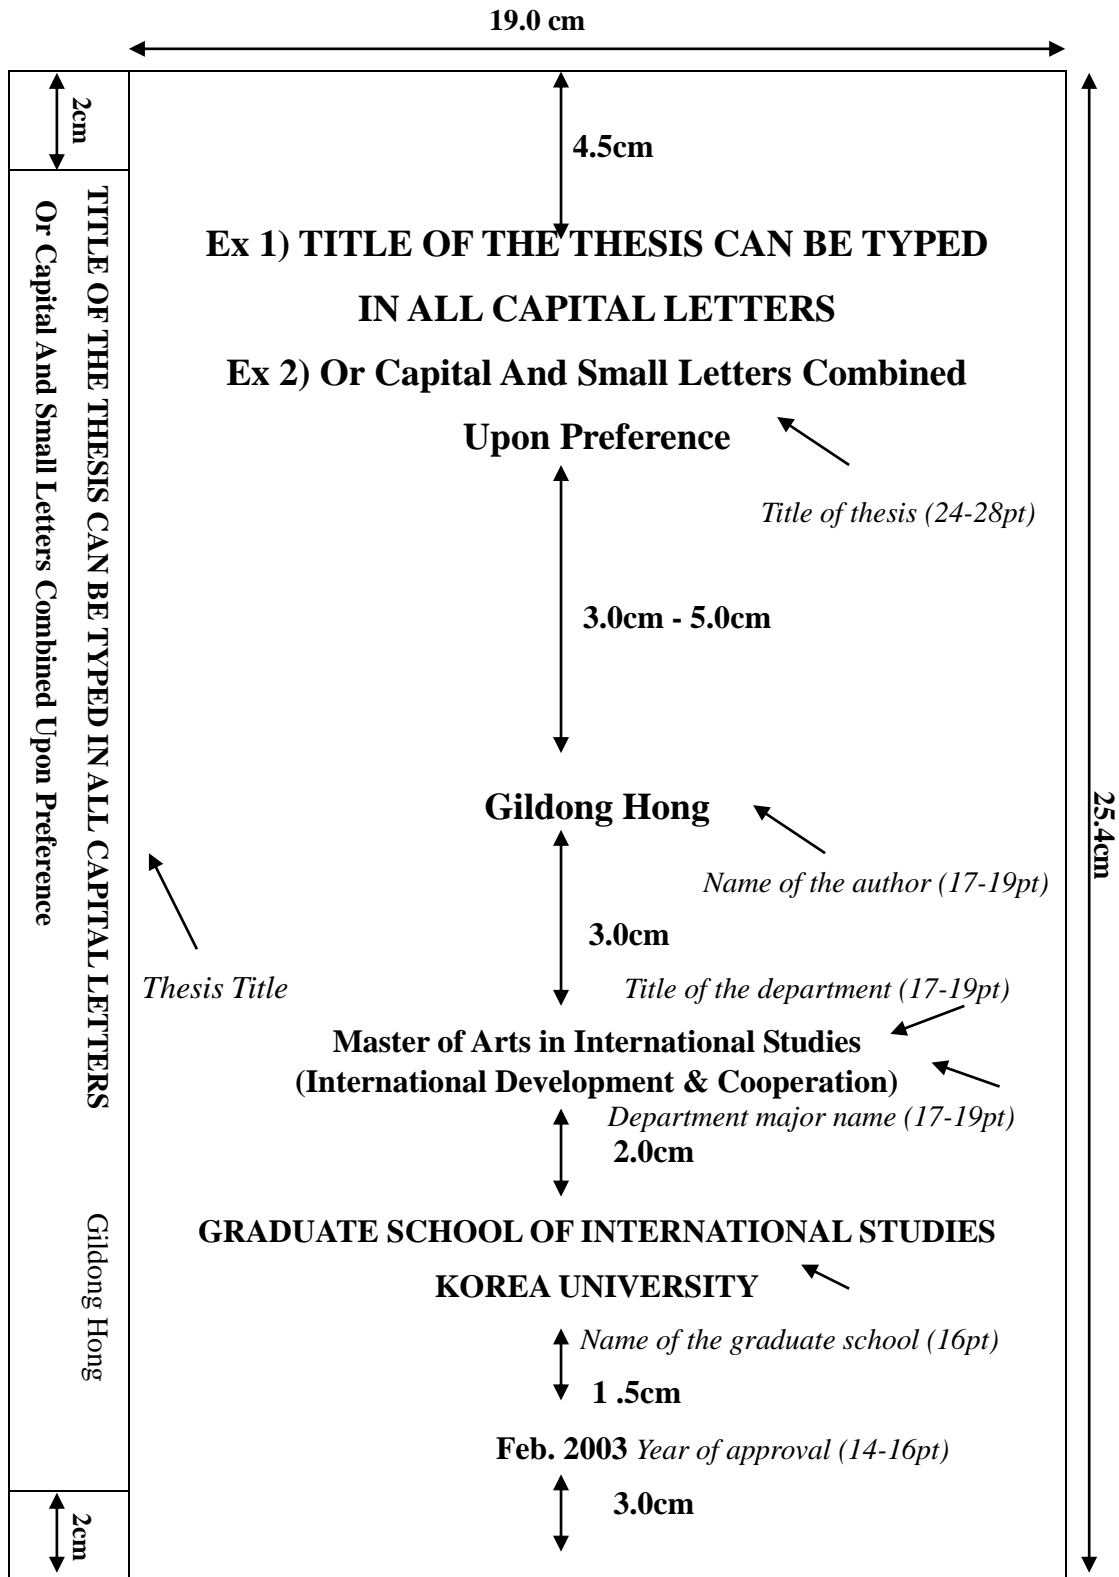 19.0 cm
2cm
4.5cm
TITLE OF THE THESIS CAN BE TYPED IN ALL CAPITAL LETTERS
Or Capital And Small Letters Combined Upon Preference
Ex 1) TITLE OF THE THESIS CAN BE TYPED
IN ALL CAPITAL LETTERS
Ex 2) Or Capital And Small Letters Combined
Upon Preference
Title of thesis (24-28pt)
3.0cm - 5.0cm
25.4cm
Gildong Hong
Name of the author (17-19pt)
3.0cm
Thesis Title
Title of the department (17-19pt)
Master of Arts in International Studies
(International Development & Cooperation)
Department major name (17-19pt)
2.0cm
Gildong Hong
GRADUATE SCHOOL OF INTERNATIONAL STUDIES
KOREA UNIVERSITY
Name of the graduate school (16pt)
1 .5cm
Feb. 2003 Year of approval (14-16pt)
3.0cm
2cm